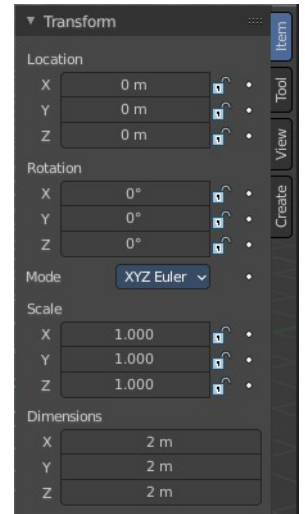 Transform
Location
X 0 m
Y 0 m
Z 0 m
Rotation
X 0°
Y 0°
Z 0°
Mode XYZ Euler
Scale
X 1.000
Y 1.000
Z 1.000
Dimensions
X 2 m
Y 2 m
Z 2 m
Item
Tool
View
Create